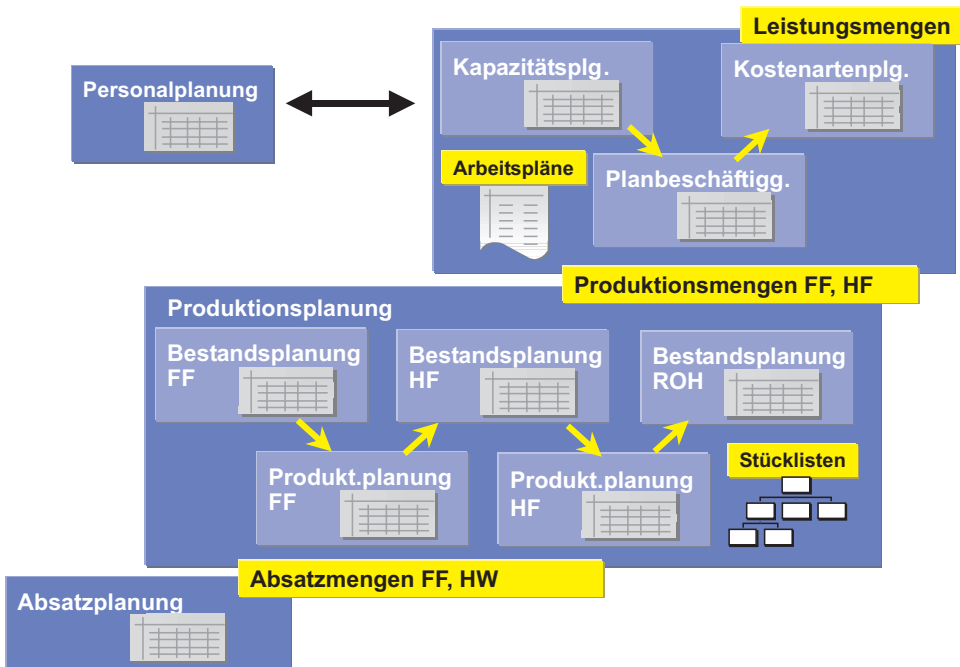 Leistungsmengen
Kapazitätsplg.
Kostenartenplg.
Personalplanung
Arbeitspläne
Planbeschäftigg.
Produktionsmengen FF, HF
Produktionsplanung
Bestandsplanung
FF
Bestandsplanung
HF
Bestandsplanung
ROH
Produkt.planung
FF
Produkt.planung
HF
Stücklisten
Absatzmengen FF, HW
Absatzplanung